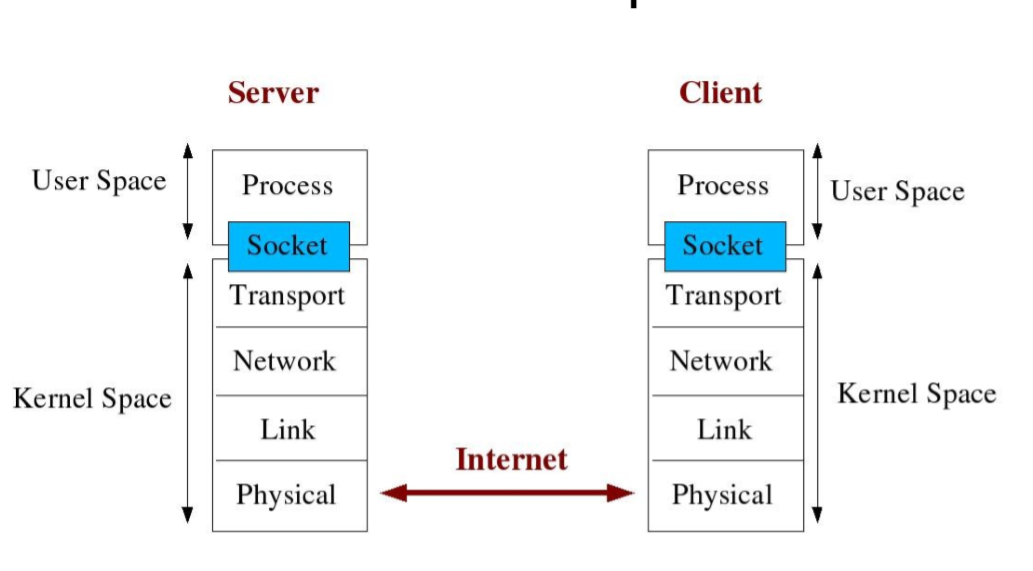 Server
Client
User Space
Process
Process
User Space
Socket
Socket
Transport
Transport
Network
Network
Kernel Space
Kernel Space
Link
Link
Internet
Physical
Physical